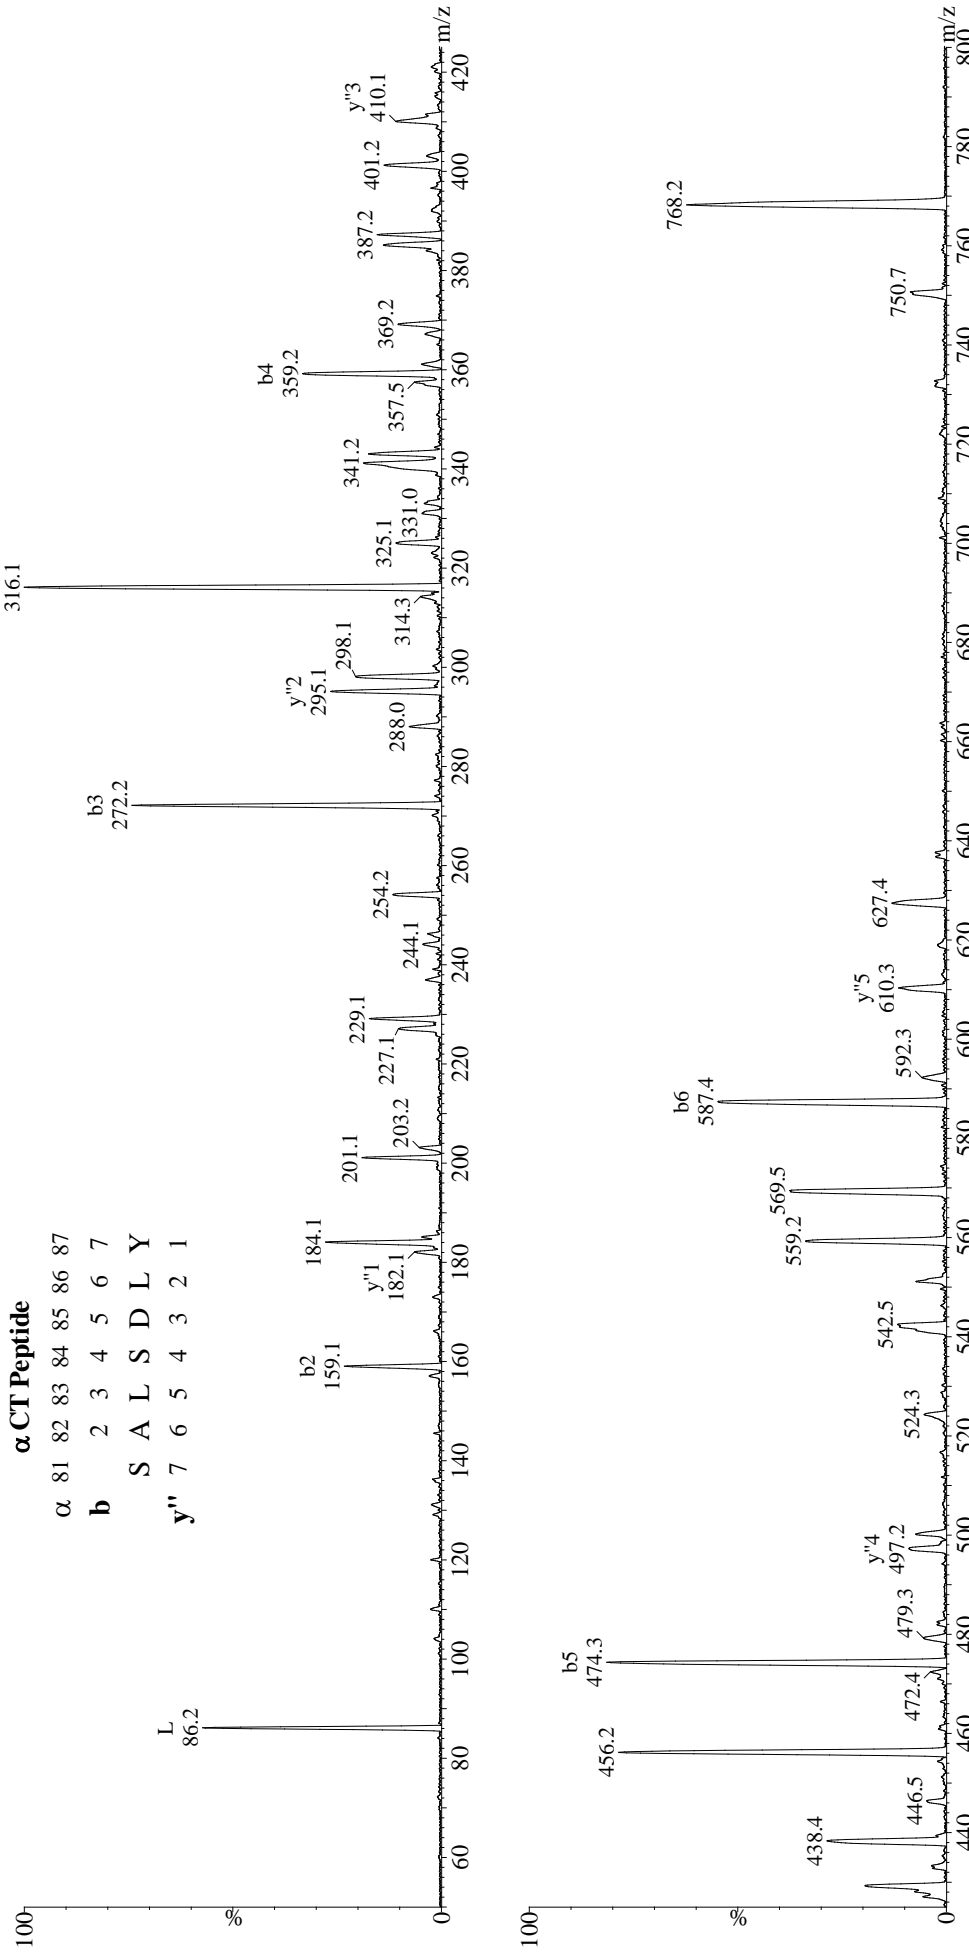 α CT Peptide
α 81 82 83 84 85 86 87
b 2 3 4 5 6 7
S A L S D L Y
y" 7 6 5 4 3 2 1
100
%
0
L
86.2
b2
159.1
y"1
182.1
184.1
201.1
203.2
227.1
229.1
244.1
254.2
b3
272.2
288.0
y"2
295.1
298.1
314.3
316.1
325.1
331.0
341.2
357.5
b4
359.2
369.2
387.2
401.2
y"3
410.1
60 80 100 120 140 160 180 200 220 240 260 280 300 320 340 360 380 400 420
m/z
100
%
0
438.4
446.5
456.2
472.4
b5
474.3
479.3
y"4
497.2
524.3
542.5
559.2
569.5
b6
587.4
592.3
y"5
610.3
627.4
750.7
768.2
440 460 480 500 520 540 560 580 600 620 640 660 680 700 720 740 760 780 800
m/z